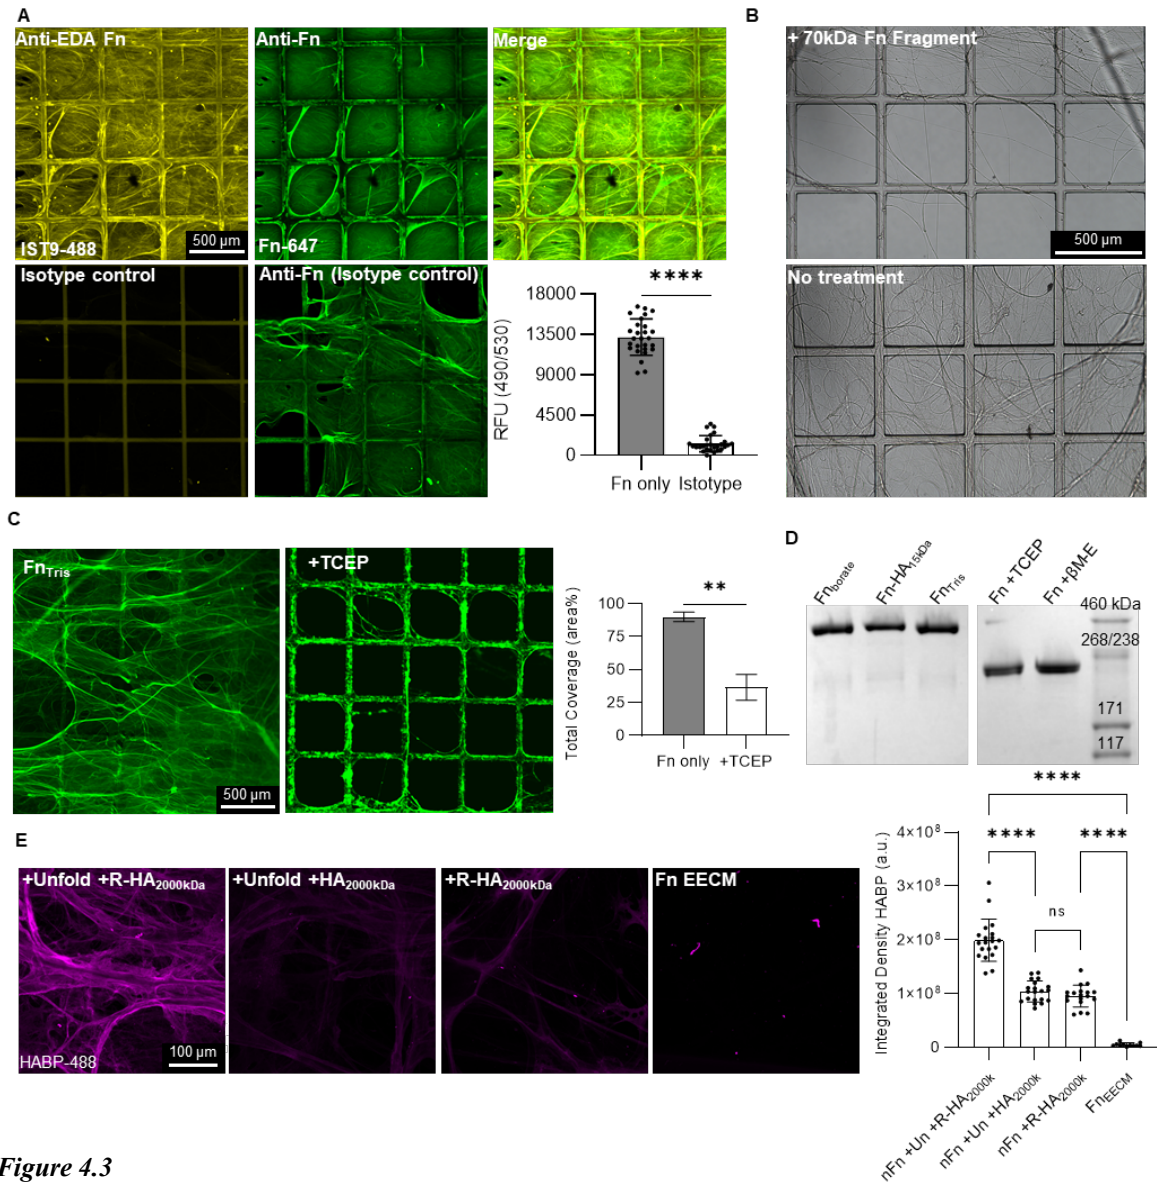 A
Anti-EDA Fn
Anti-Fn
Merge
IST9-488
500 µm
Fn-647
Isotype control
Anti-Fn (Isotype control)
****
RFU (490/530)
18000
13500
9000
4500
0
Fn only
Istotype
B
+ 70kDa Fn Fragment
500 µm
No treatment
C
FnTris
500 µm
+TCEP
**
Total Coverage (area%)
100
75
50
25
0
Fn only
+TCEP
D
Fnborate
Fn-HA15kDa
FnTris
Fn +TCEP
Fn +βM-E
460 kDa
268/238
171
117
E
+Unfold +R-HA2000kDa
+Unfold +HA2000kDa
+R-HA2000kDa
Fn EECM
HABP-488
100 µm
****
**** ****
ns
Integrated Density HABP (a.u.)
4×10⁸
3×10⁸
2×10⁸
1×10⁸
0
nFn +Un +R-HA2000k
nFn +Un +HA2000k
nFn +R-HA2000k
FnEECM
Figure 4.3